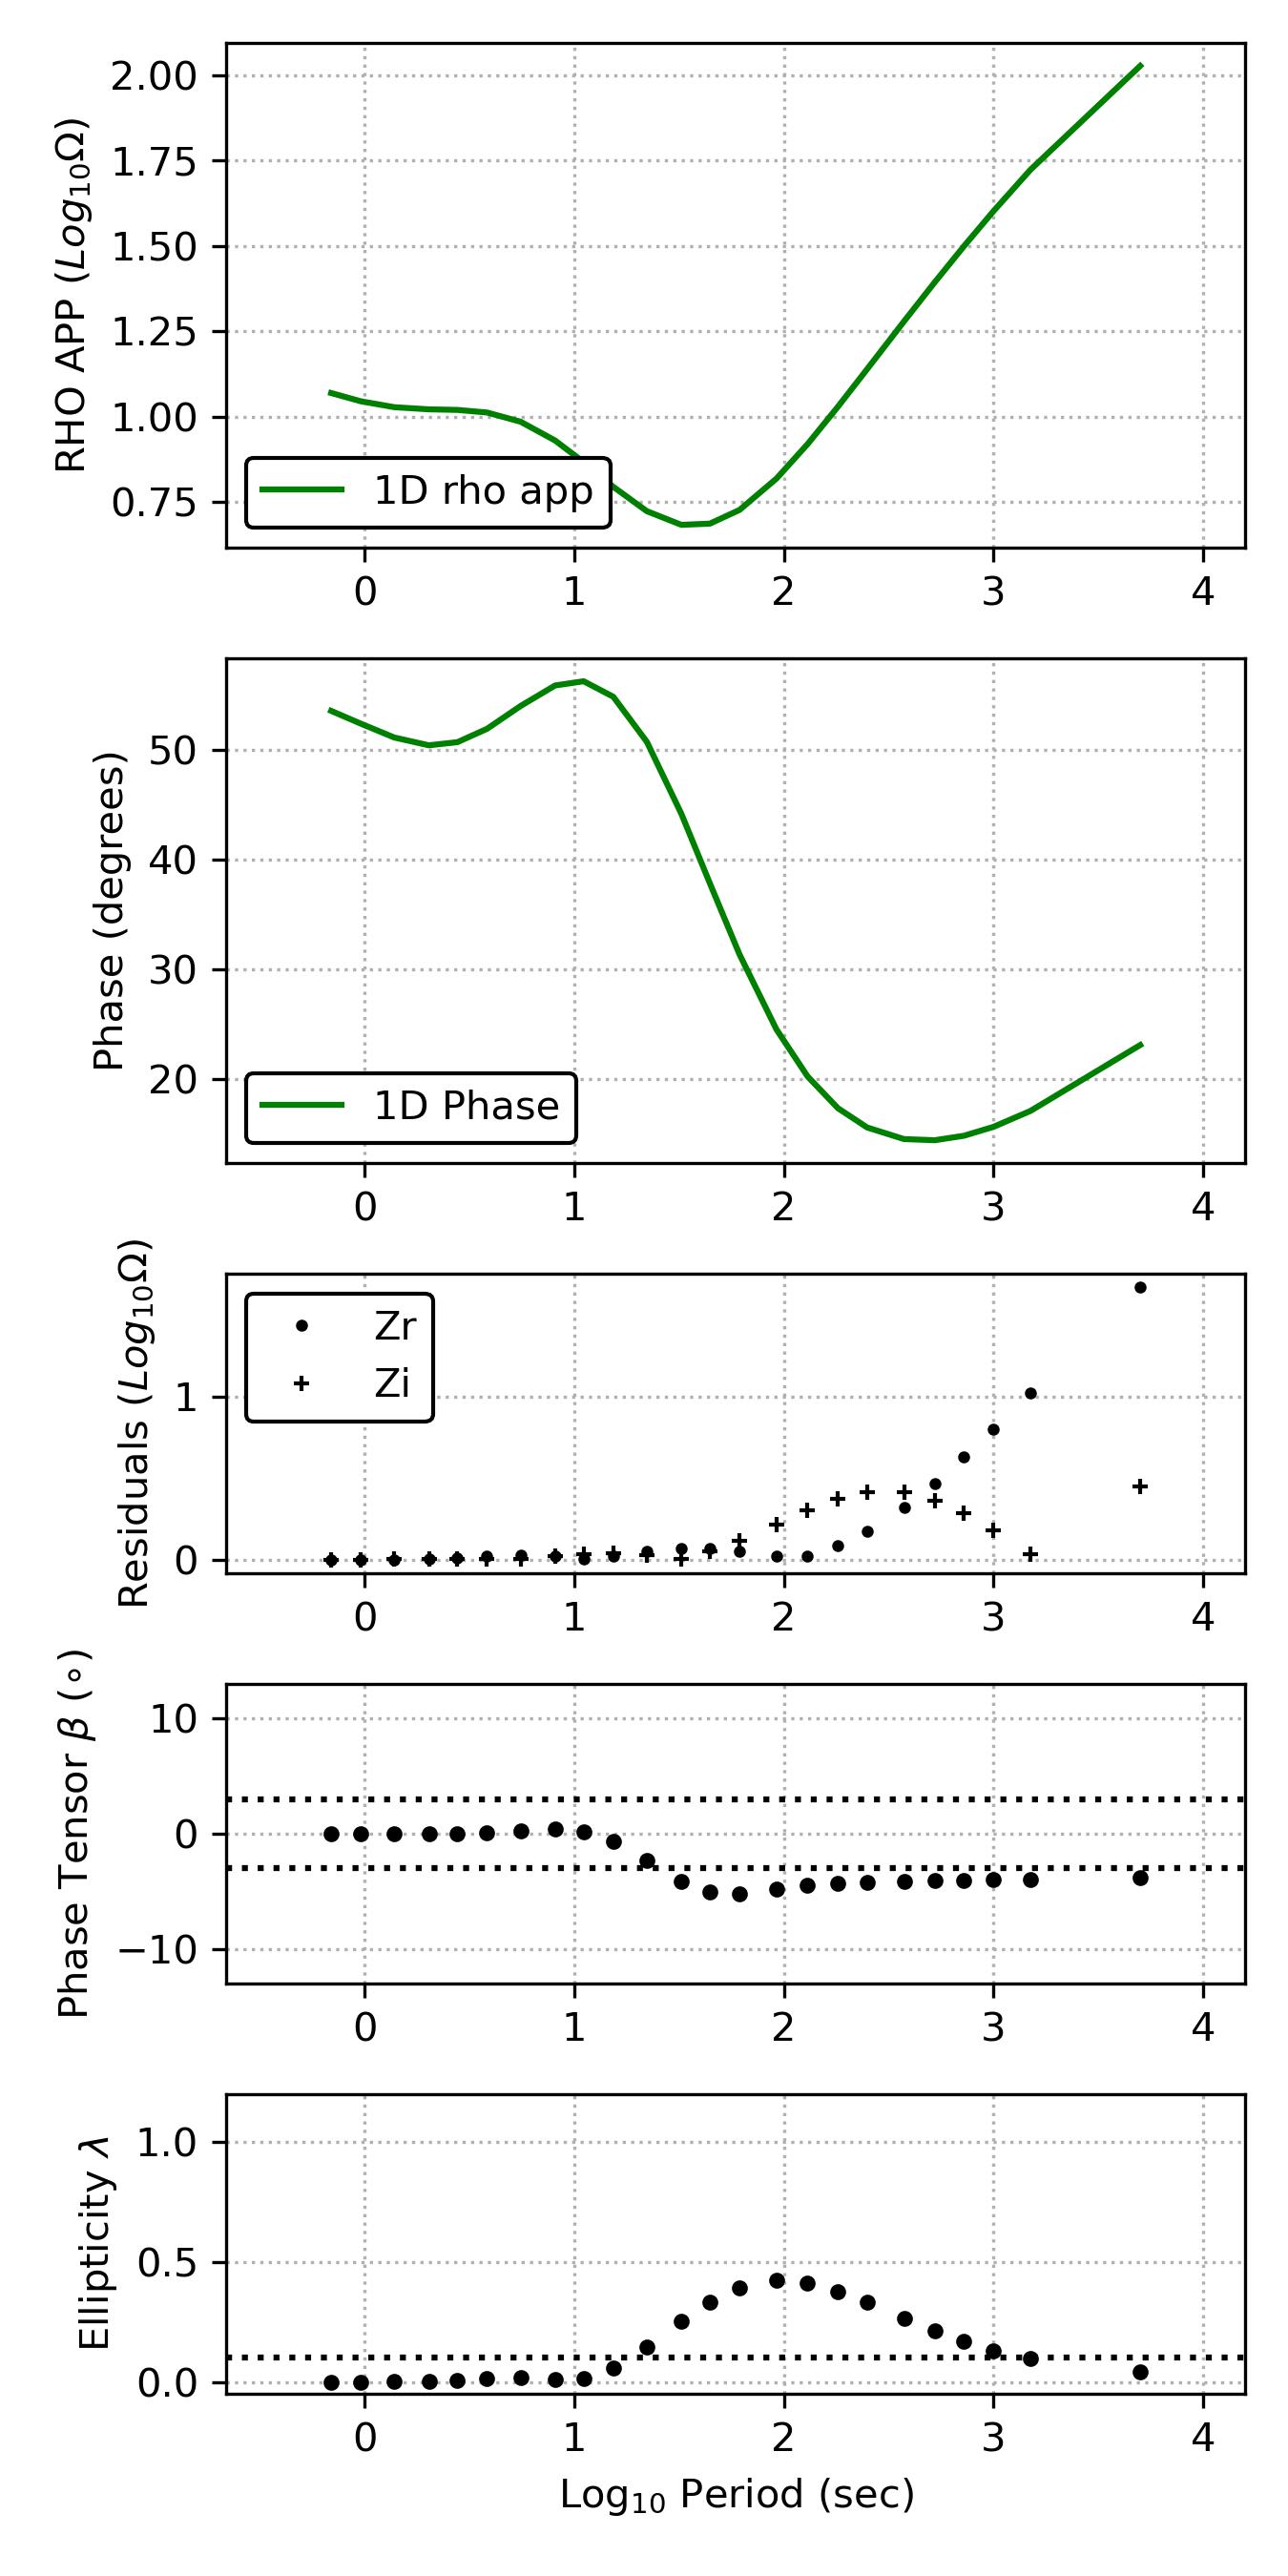 RHO APP (Log₁₀Ω)
2.00
1.75
1.50
1.25
1.00
0.75
1D rho app
0 1 2 3 4
Phase (degrees)
50
40
30
20
1D Phase
0 1 2 3 4
Residuals (Log₁₀Ω)
Zr
Zi
1
0
0 1 2 3 4
Phase Tensor β (∘)
10
0
−10
0 1 2 3 4
Ellipticity λ
1.0
0.5
0.0
0 1 2 3 4
Log₁₀ Period (sec)